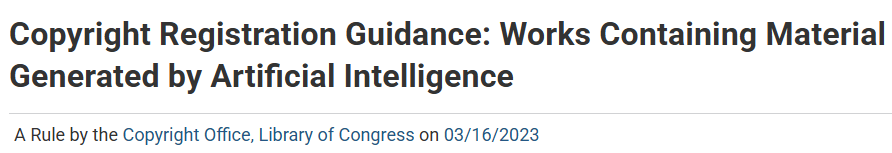 Copyright Registration Guidance: Works Containing Material
Generated by Artificial Intelligence
A Rule by the Copyright Office, Library of Congress on 03/16/2023